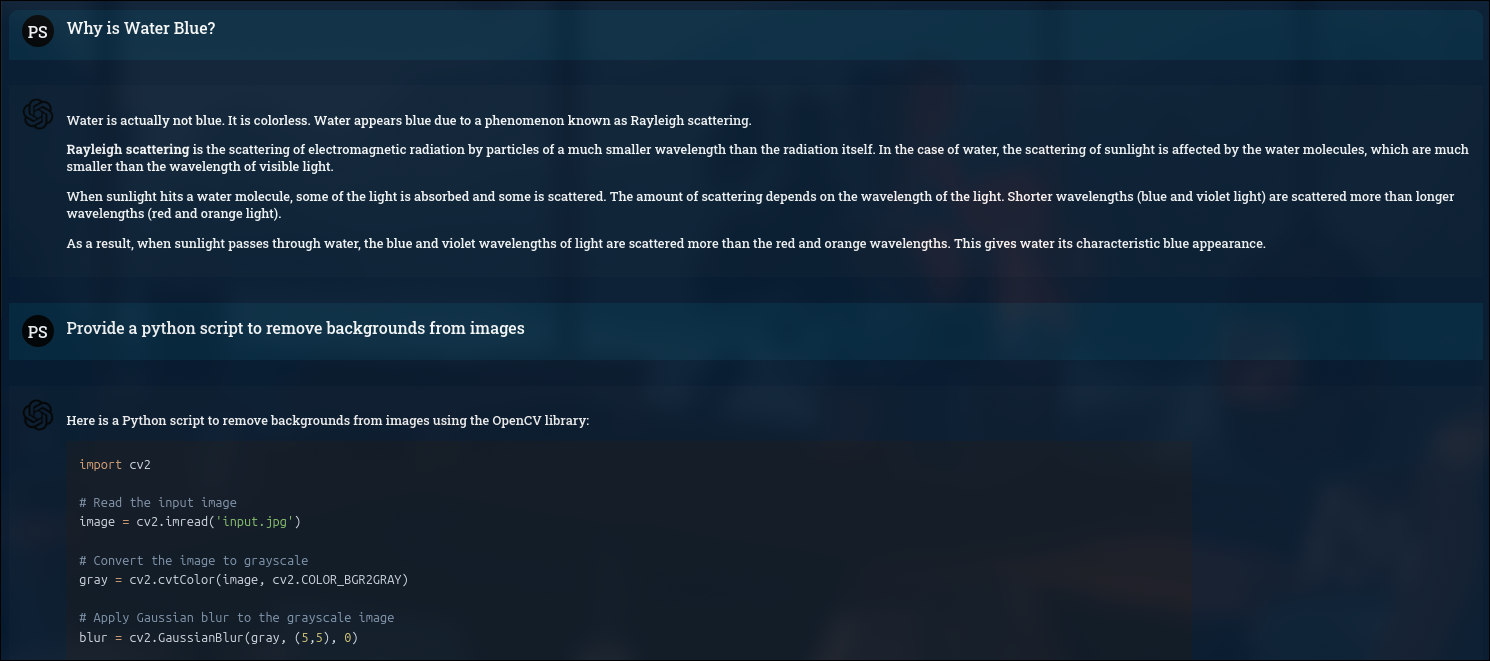 PS Why is Water Blue?
Water is actually not blue. It is colorless. Water appears blue due to a phenomenon known as Rayleigh scattering.
Rayleigh scattering is the scattering of electromagnetic radiation by particles of a much smaller wavelength than the radiation itself. In the case of water, the scattering of sunlight is affected by the water molecules, which are much
smaller than the wavelength of visible light.
When sunlight hits a water molecule, some of the light is absorbed and some is scattered. The amount of scattering depends on the wavelength of the light. Shorter wavelengths (blue and violet light) are scattered more than longer
wavelengths (red and orange light).
As a result, when sunlight passes through water, the blue and violet wavelengths of light are scattered more than the red and orange wavelengths. This gives water its characteristic blue appearance.
PS Provide a python script to remove backgrounds from images
Here is a Python script to remove backgrounds from images using the OpenCV library:
import cv2
# Read the input image
image = cv2.imread('input.jpg')
# Convert the image to grayscale
gray = cv2.cvtColor(image, cv2.COLOR_BGR2GRAY)
# Apply Gaussian blur to the grayscale image
blur = cv2.GaussianBlur(gray, (5,5), 0)